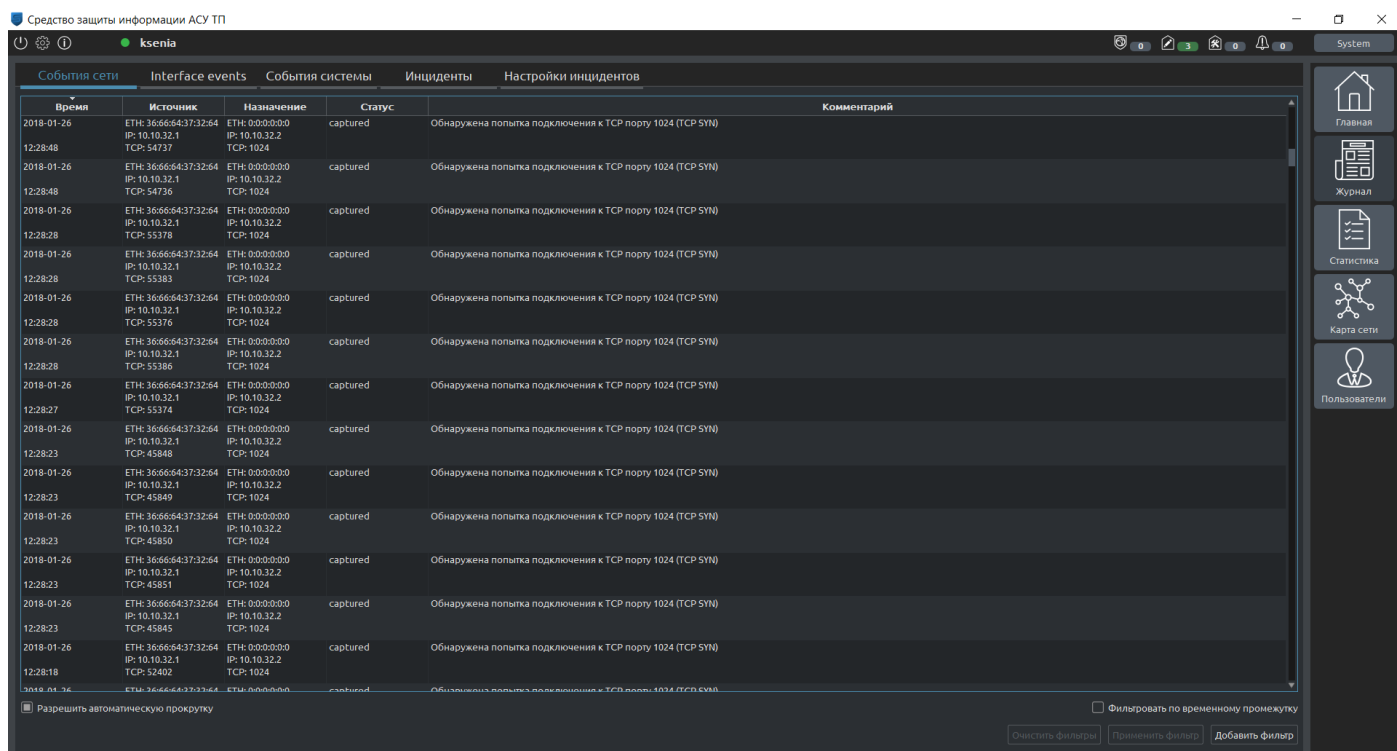 Средство защиты информации АСУ ТП
ksenia 0 3 0 0 System
События сети Interface events События системы Инциденты Настройки инцидентов
Время Источник Назначение Статус Комментарий
2018-01-26 ETH: 36:66:64:37:32:64 ETH: 0:0:0:0:0:0 captured Обнаружена попытка подключения к TCP порту 1024 (TCP SYN)
IP: 10.10.32.1 IP: 10.10.32.2
12:28:48 TCP: 54737 TCP: 1024
2018-01-26 ETH: 36:66:64:37:32:64 ETH: 0:0:0:0:0:0 captured Обнаружена попытка подключения к TCP порту 1024 (TCP SYN)
IP: 10.10.32.1 IP: 10.10.32.2
12:28:48 TCP: 54736 TCP: 1024
2018-01-26 ETH: 36:66:64:37:32:64 ETH: 0:0:0:0:0:0 captured Обнаружена попытка подключения к TCP порту 1024 (TCP SYN)
IP: 10.10.32.1 IP: 10.10.32.2
12:28:28 TCP: 55378 TCP: 1024
2018-01-26 ETH: 36:66:64:37:32:64 ETH: 0:0:0:0:0:0 captured Обнаружена попытка подключения к TCP порту 1024 (TCP SYN)
IP: 10.10.32.1 IP: 10.10.32.2
12:28:28 TCP: 55383 TCP: 1024
2018-01-26 ETH: 36:66:64:37:32:64 ETH: 0:0:0:0:0:0 captured Обнаружена попытка подключения к TCP порту 1024 (TCP SYN)
IP: 10.10.32.1 IP: 10.10.32.2
12:28:28 TCP: 55376 TCP: 1024
2018-01-26 ETH: 36:66:64:37:32:64 ETH: 0:0:0:0:0:0 captured Обнаружена попытка подключения к TCP порту 1024 (TCP SYN)
IP: 10.10.32.1 IP: 10.10.32.2
12:28:28 TCP: 55386 TCP: 1024
2018-01-26 ETH: 36:66:64:37:32:64 ETH: 0:0:0:0:0:0 captured Обнаружена попытка подключения к TCP порту 1024 (TCP SYN)
IP: 10.10.32.1 IP: 10.10.32.2
12:28:27 TCP: 55374 TCP: 1024
2018-01-26 ETH: 36:66:64:37:32:64 ETH: 0:0:0:0:0:0 captured Обнаружена попытка подключения к TCP порту 1024 (TCP SYN)
IP: 10.10.32.1 IP: 10.10.32.2
12:28:23 TCP: 45848 TCP: 1024
2018-01-26 ETH: 36:66:64:37:32:64 ETH: 0:0:0:0:0:0 captured Обнаружена попытка подключения к TCP порту 1024 (TCP SYN)
IP: 10.10.32.1 IP: 10.10.32.2
12:28:23 TCP: 45849 TCP: 1024
2018-01-26 ETH: 36:66:64:37:32:64 ETH: 0:0:0:0:0:0 captured Обнаружена попытка подключения к TCP порту 1024 (TCP SYN)
IP: 10.10.32.1 IP: 10.10.32.2
12:28:23 TCP: 45850 TCP: 1024
2018-01-26 ETH: 36:66:64:37:32:64 ETH: 0:0:0:0:0:0 captured Обнаружена попытка подключения к TCP порту 1024 (TCP SYN)
IP: 10.10.32.1 IP: 10.10.32.2
12:28:23 TCP: 45851 TCP: 1024
2018-01-26 ETH: 36:66:64:37:32:64 ETH: 0:0:0:0:0:0 captured Обнаружена попытка подключения к TCP порту 1024 (TCP SYN)
IP: 10.10.32.1 IP: 10.10.32.2
12:28:23 TCP: 45845 TCP: 1024
2018-01-26 ETH: 36:66:64:37:32:64 ETH: 0:0:0:0:0:0 captured Обнаружена попытка подключения к TCP порту 1024 (TCP SYN)
IP: 10.10.32.1 IP: 10.10.32.2
12:28:18 TCP: 52402 TCP: 1024
2018-01-26 ETH: 36:66:64:37:32:64 ETH: 0:0:0:0:0:0 captured Обнаружена попытка подключения к TCP порту 1024 (TCP SYN)
Разрешить автоматическую прокрутку Фильтровать по временному промежутку
Очистить фильтры Применить фильтр Добавить фильтр
Главная
Журнал
Статистика
Карта сети
Пользователи